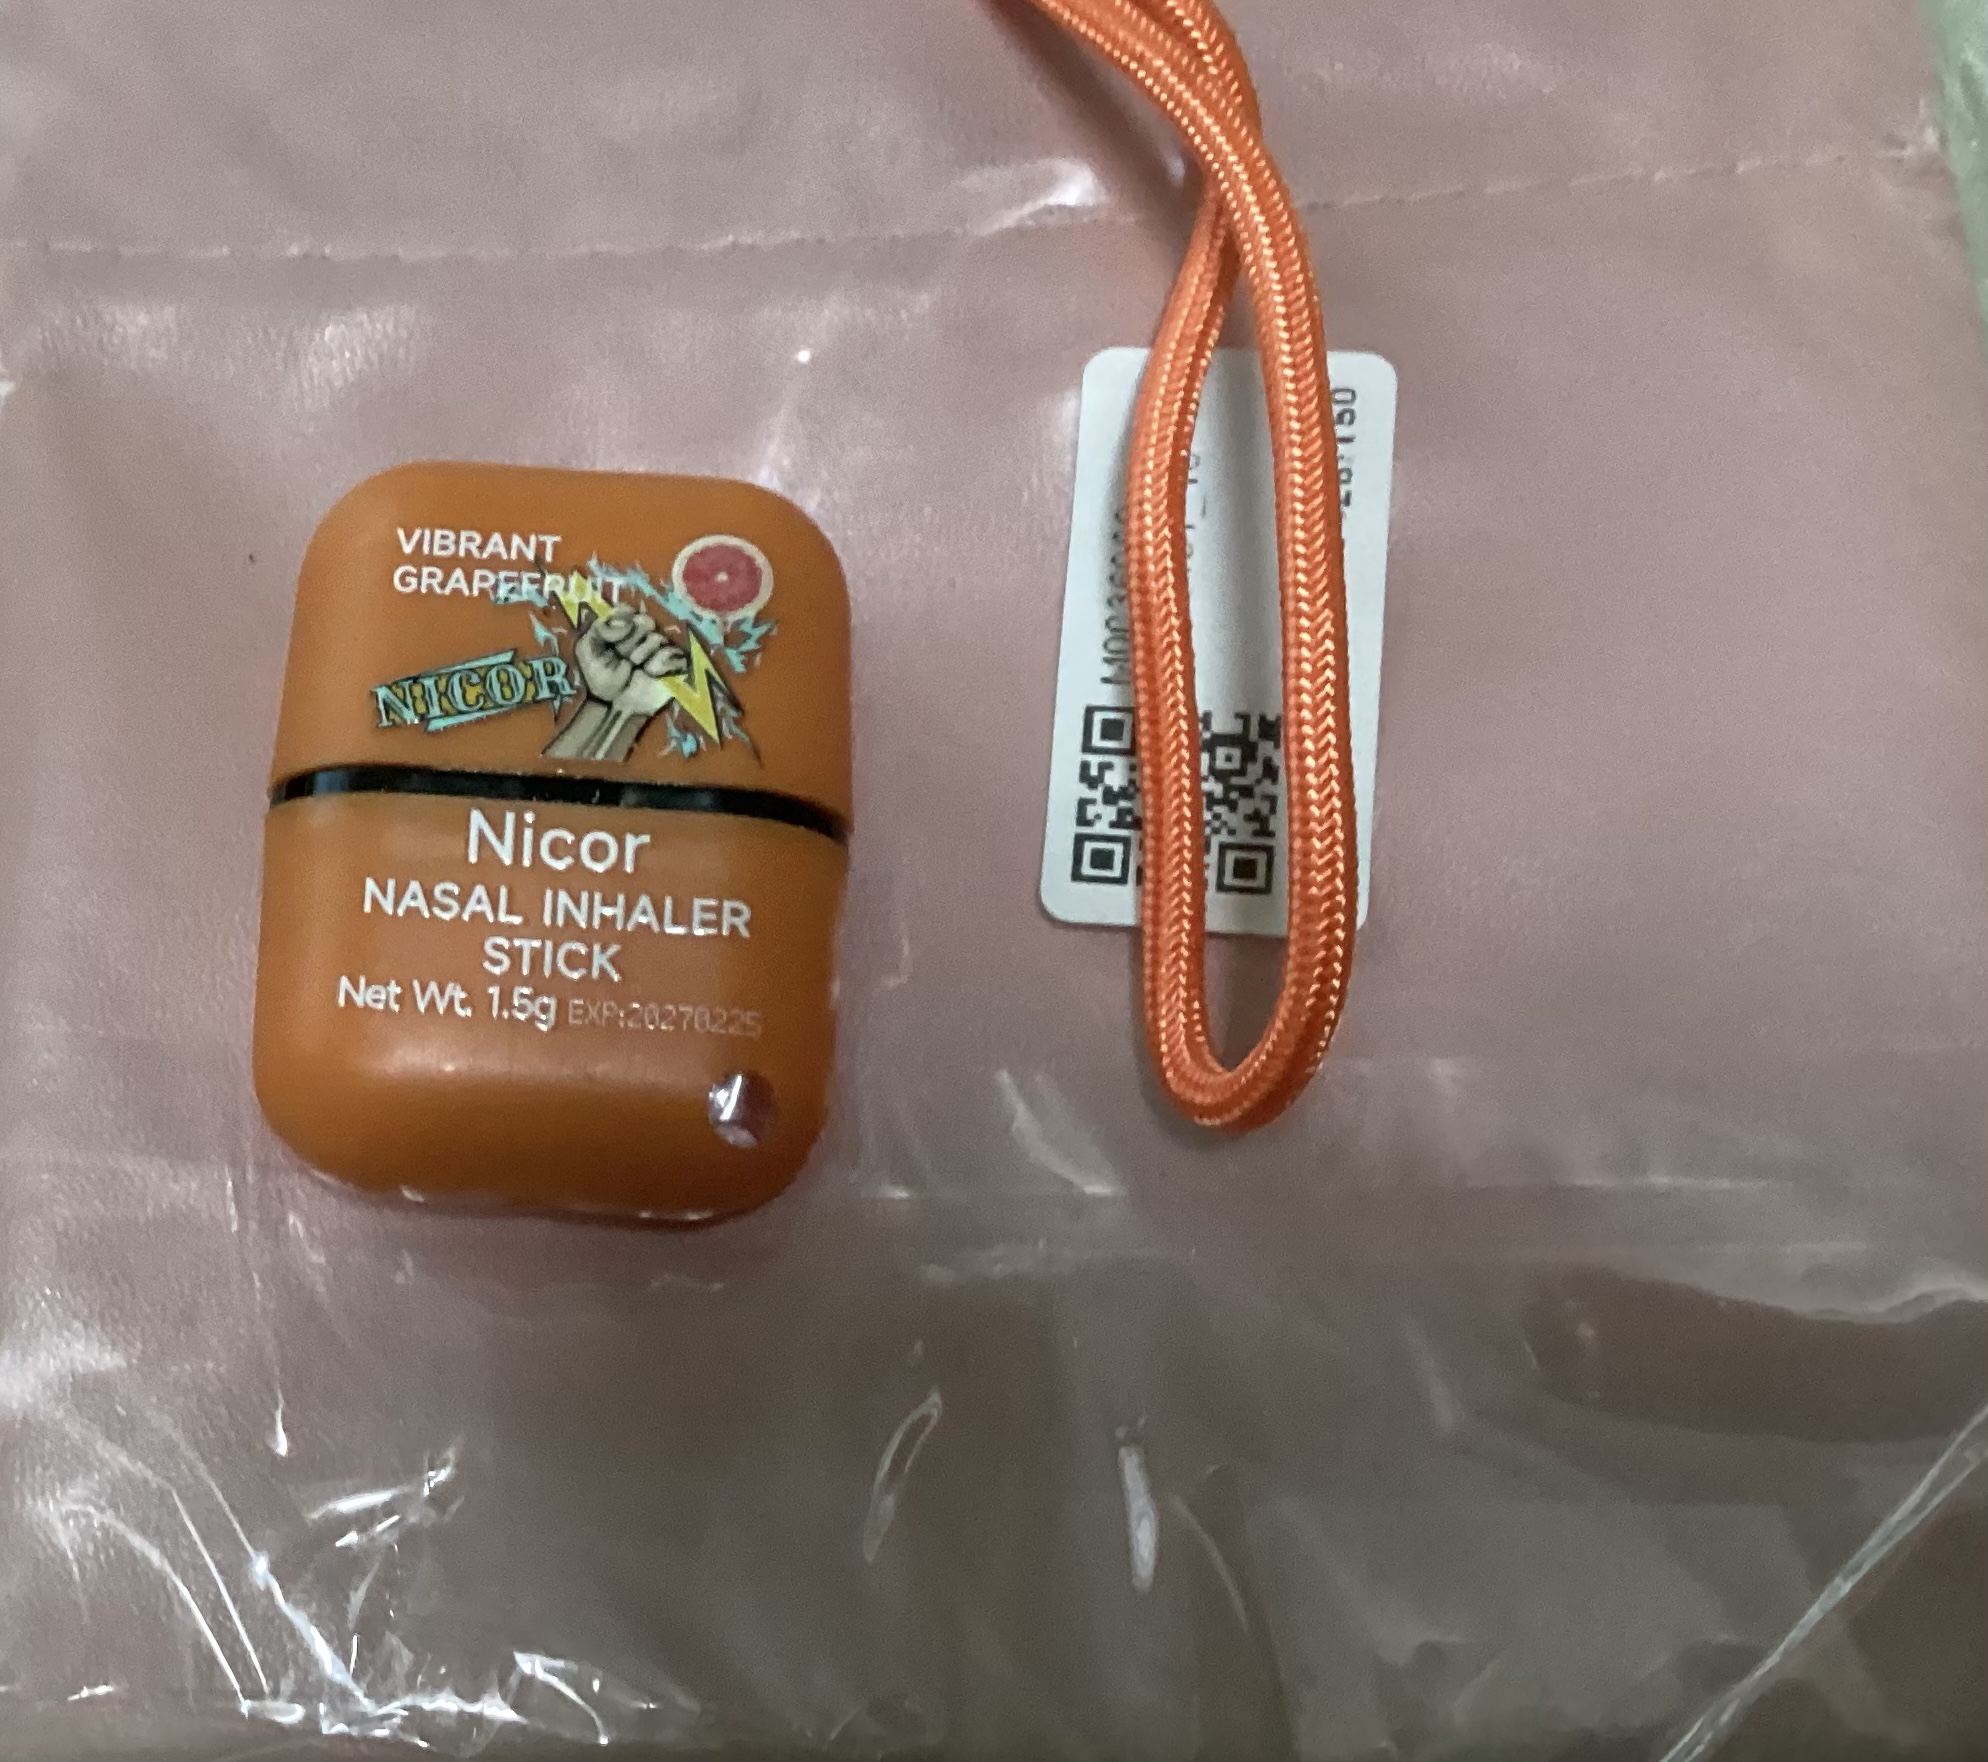 VIBRANT
GRAPEFRUIT
NICOR
Nicor
NASAL INHALER
STICK
Net Wt. 1.5g EXP:20270225